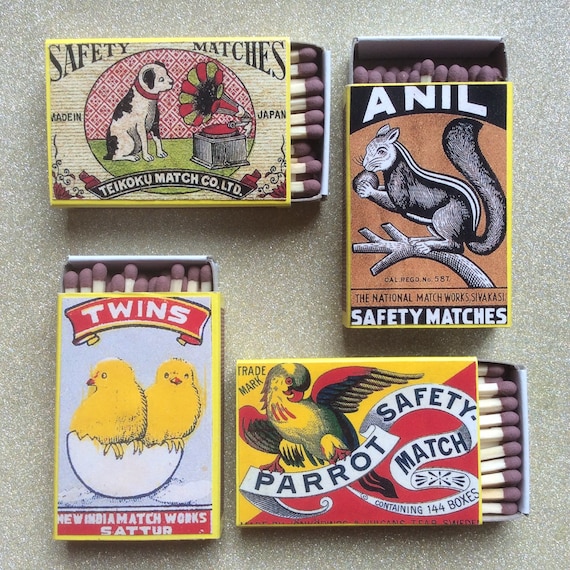 SAFETY MATCHES
MADE IN JAPAN
TEIKOKU MATCH CO. LTD.
ANIL
CAL. REGD. No. 587.
THE NATIONAL MATCH WORKS SIVAKASI
SAFETY MATCHES
TWINS
NEW INDIA MATCH WORKS
SATTUR
TRADE
MARK
PARROT
SAFETY-
MATCH
CONTAINING 144 BOXES